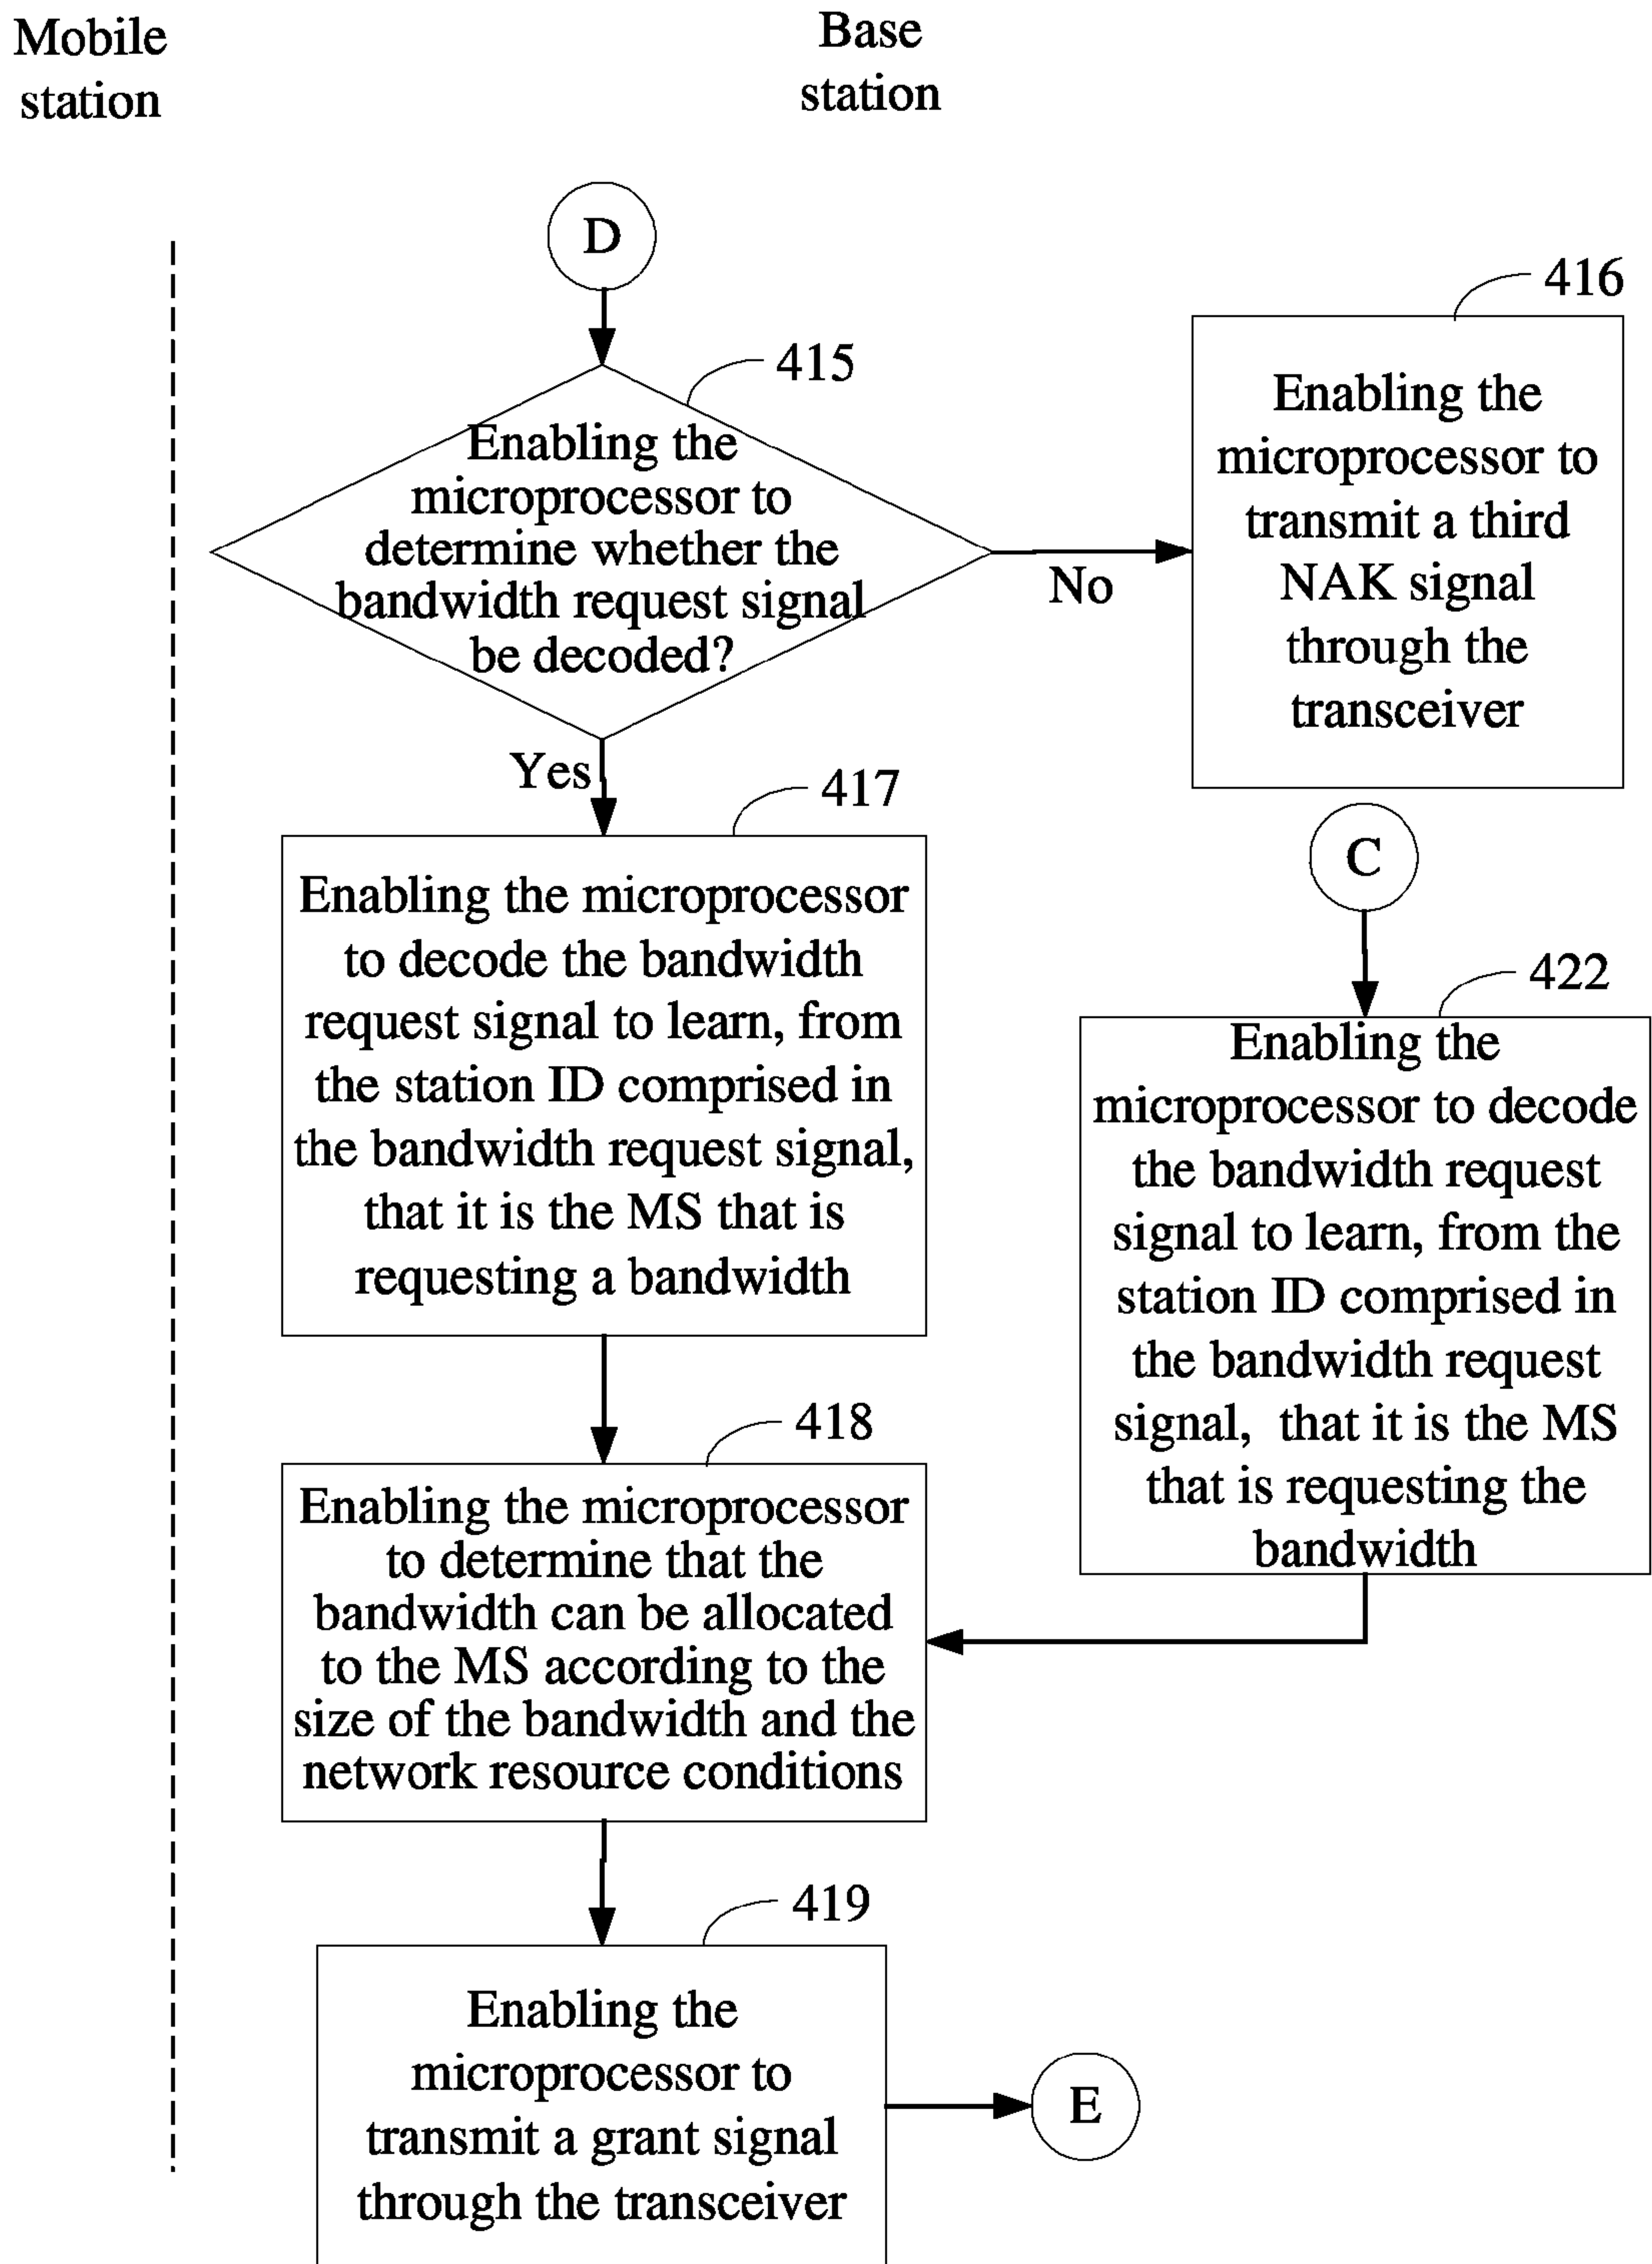 Mobile
station
Base
station
D
415
Enabling the
microprocessor to
determine whether the
bandwidth request signal
be decoded?
No
416
Enabling the
microprocessor to
transmit a third
NAK signal
through the
transceiver
Yes
417
Enabling the microprocessor
to decode the bandwidth
request signal to learn, from
the station ID comprised in
the bandwidth request signal,
that it is the MS that is
requesting a bandwidth
C
422
Enabling the
microprocessor to decode
the bandwidth request
signal to learn, from the
station ID comprised in
the bandwidth request
signal, that it is the MS
that is requesting the
bandwidth
418
Enabling the microprocessor
to determine that the
bandwidth can be allocated
to the MS according to the
size of the bandwidth and the
network resource conditions
419
Enabling the
microprocessor to
transmit a grant signal
through the transceiver
E